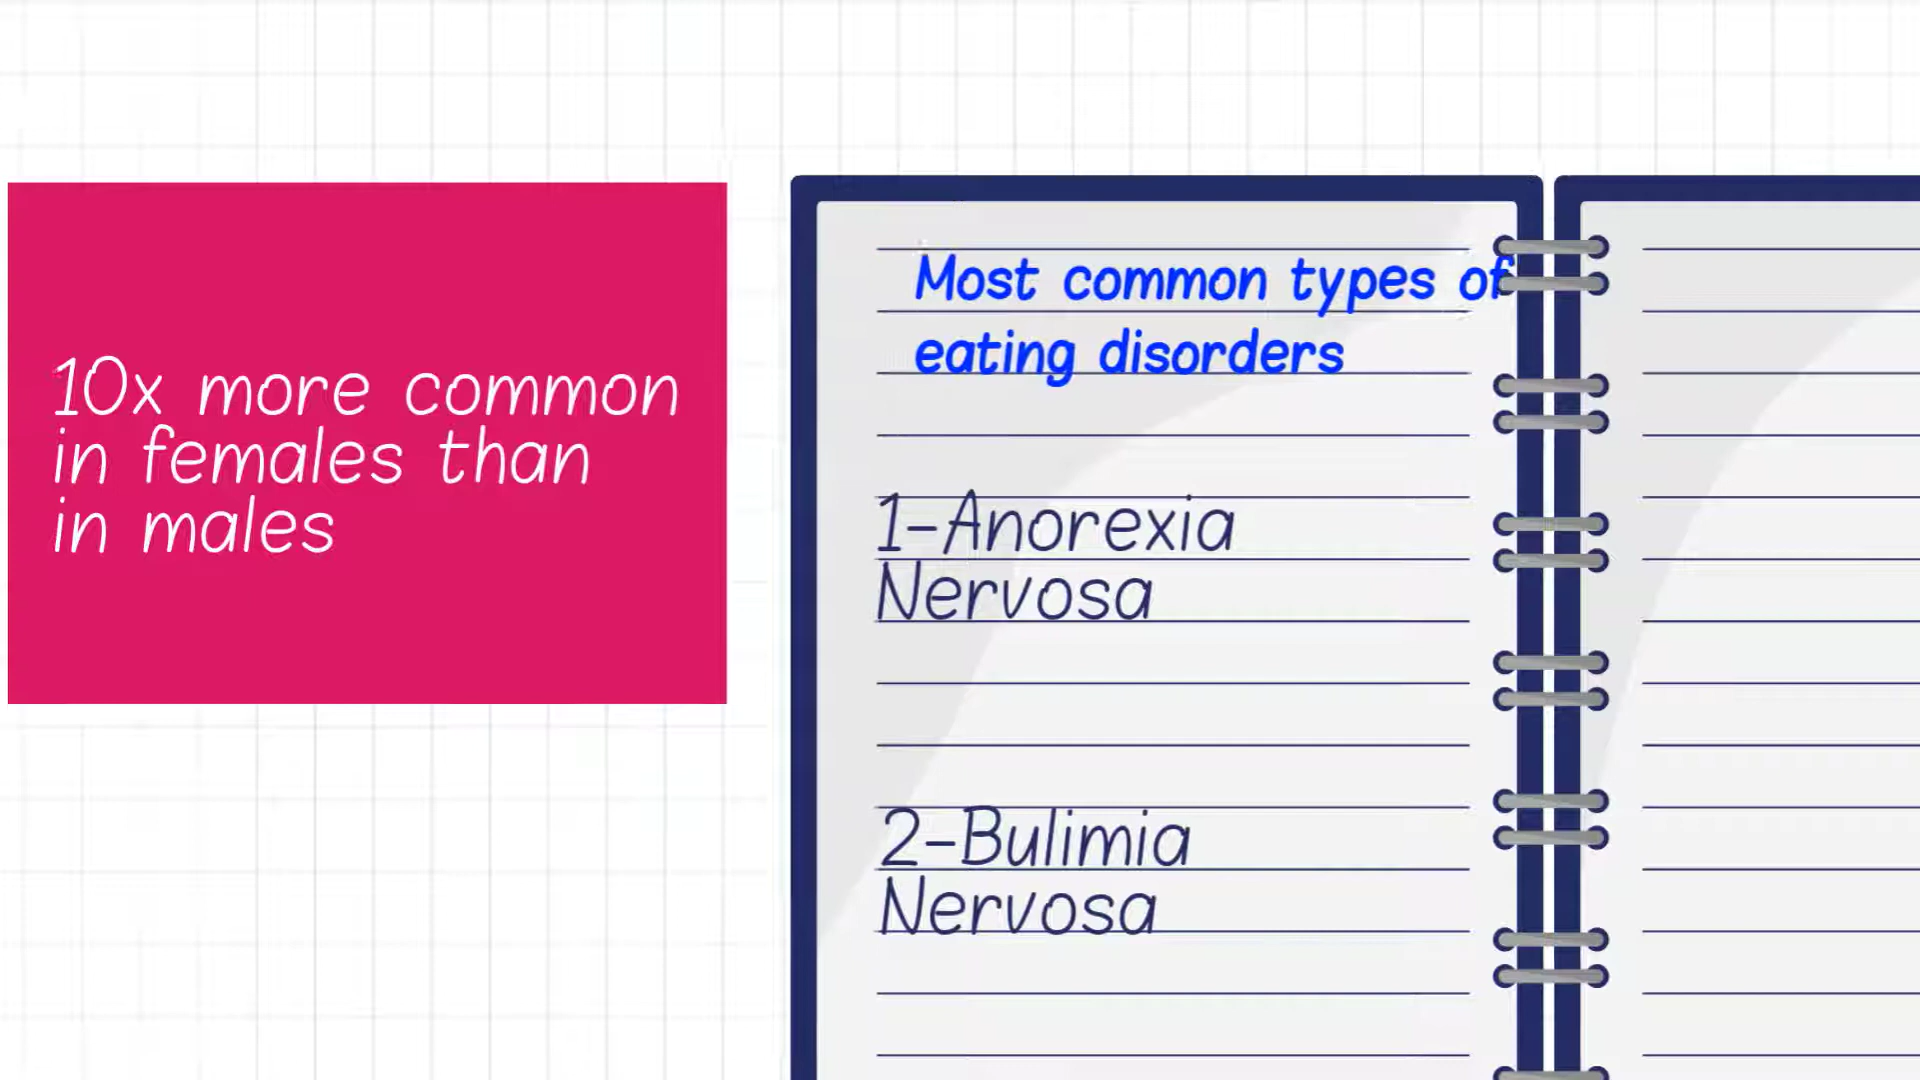 10x more common
in females than
in males
Most common types of
eating disorders
1-Anorexia
Nervosa
2-Bulimia
Nervosa